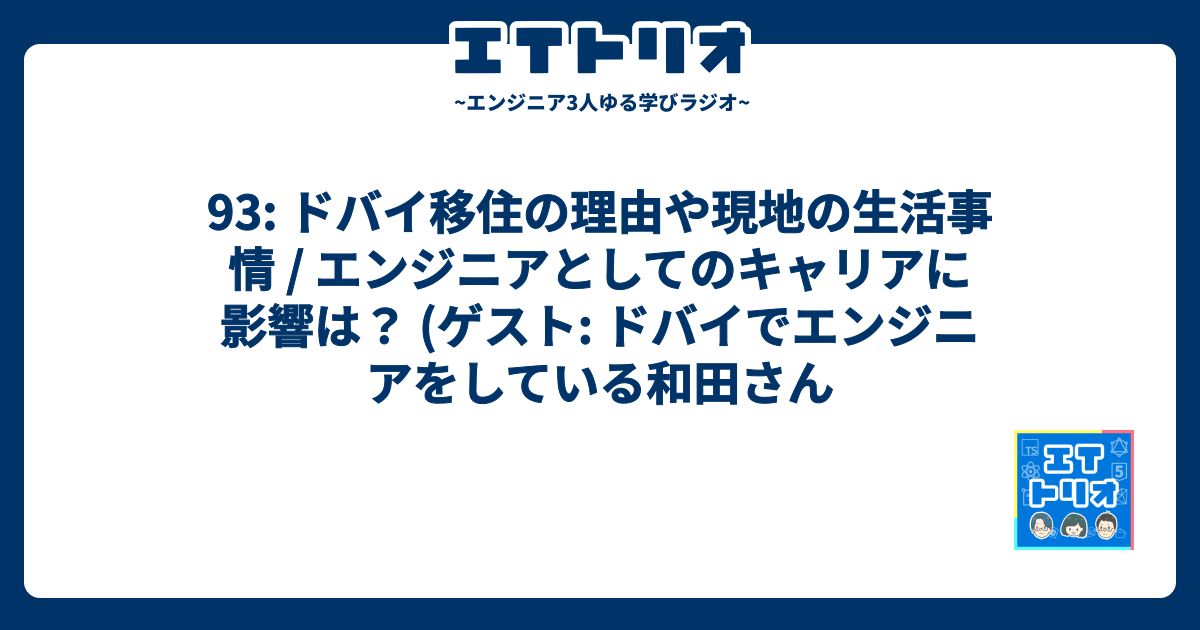 エイトリオ
~エンジニア3人ゆる学びラジオ~
93: ドバイ移住の理由や現地の生活事
情 / エンジニアとしてのキャリアに
影響は？ (ゲスト: ドバイでエンジニ
アをしている和田さん
TS
エイ
トリオ
5